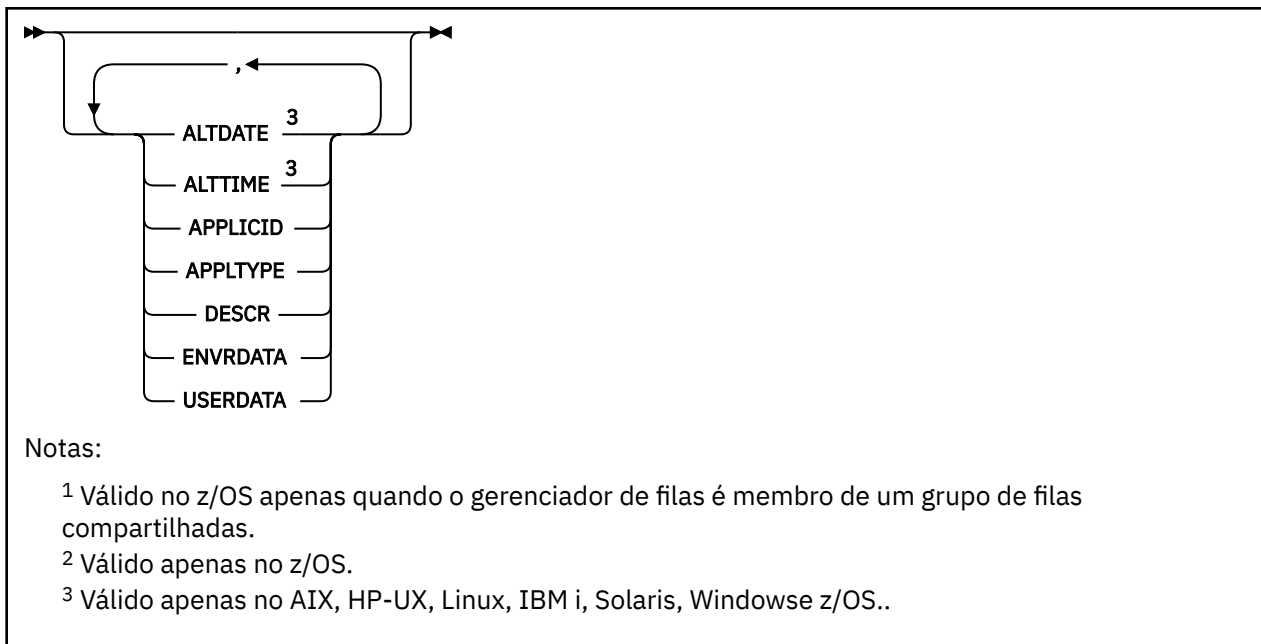 ,
ALTDATE 3
ALTTIME 3
APPLICID
APPLTYPE
DESCR
ENVRDATA
USERDATA
Notas:
1 Válido no z/OS apenas quando o gerenciador de filas é membro de um grupo de filas
compartilhadas.
2 Válido apenas no z/OS.
3 Válido apenas no AIX, HP-UX, Linux, IBM i, Solaris, Windowse z/OS..